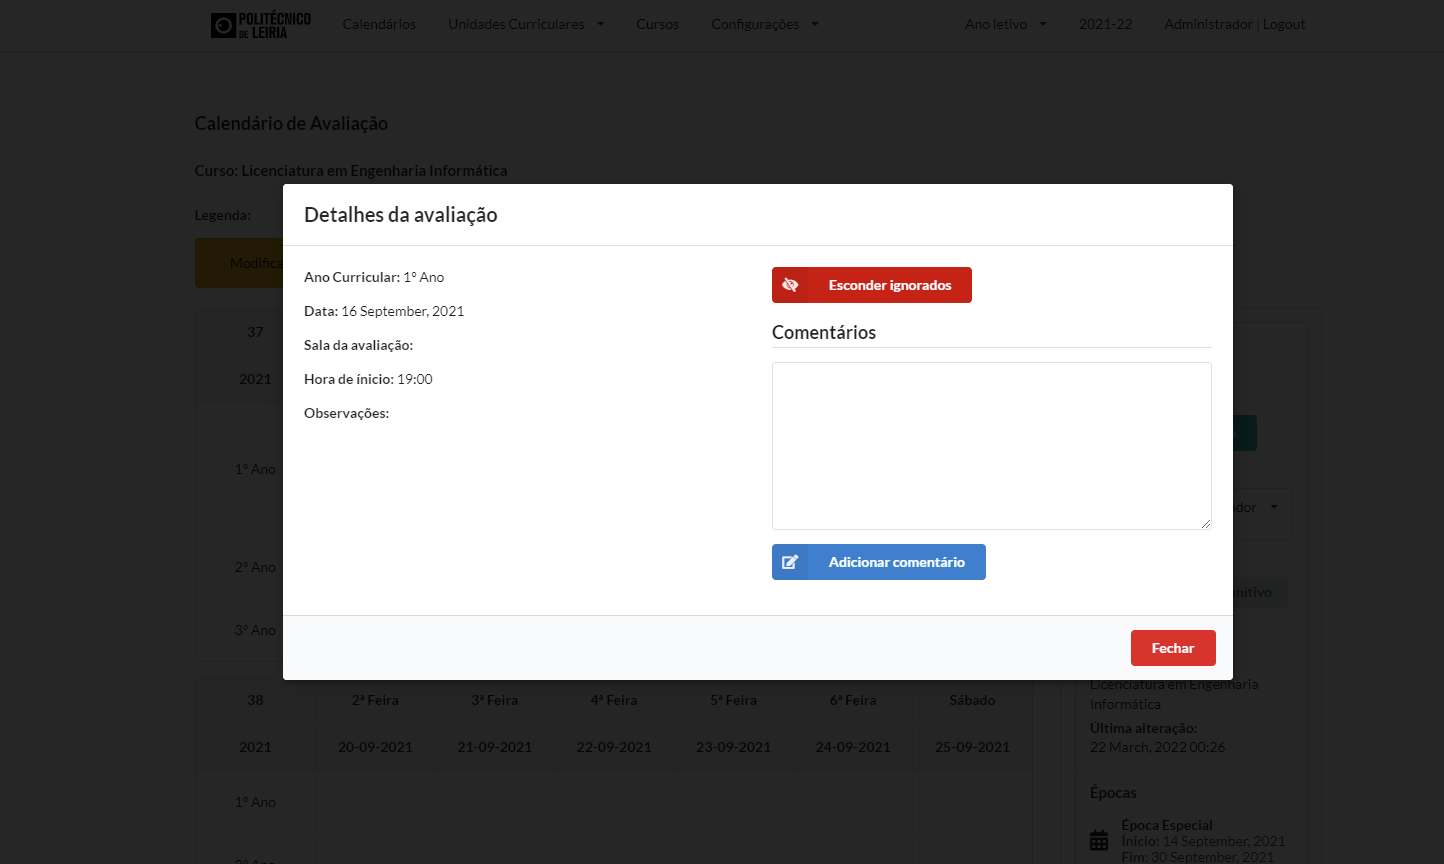 POLITÉCNICO
DE LEIRIA
Calendários
Unidades Curriculares
Cursos
Configurações
Ano letivo
2021-22
Administrador | Logout
Calendário de Avaliação
Curso: Licenciatura em Engenharia Informática
Legenda:
Modifica
Detalhes da avaliação
Ano Curricular: 1º Ano
Data: 16 September, 2021
Sala da avaliação:
Hora de ínicio: 19:00
Observações:
Esconder ignorados
Comentários
Adicionar comentário
Fechar
37
2021
1º Ano
2º Ano
3º Ano
38 2ª Feira 3ª Feira 4ª Feira 5ª Feira 6ª Feira Sábado
2021 20-09-2021 21-09-2021 22-09-2021 23-09-2021 24-09-2021 25-09-2021
1º Ano
2º Ano
Licenciatura em Engenharia
Informática
Última alteração:
22 March, 2022 00:26
Épocas
Época Especial
Ínicio: 14 September, 2021
Fim: 30 September, 2021